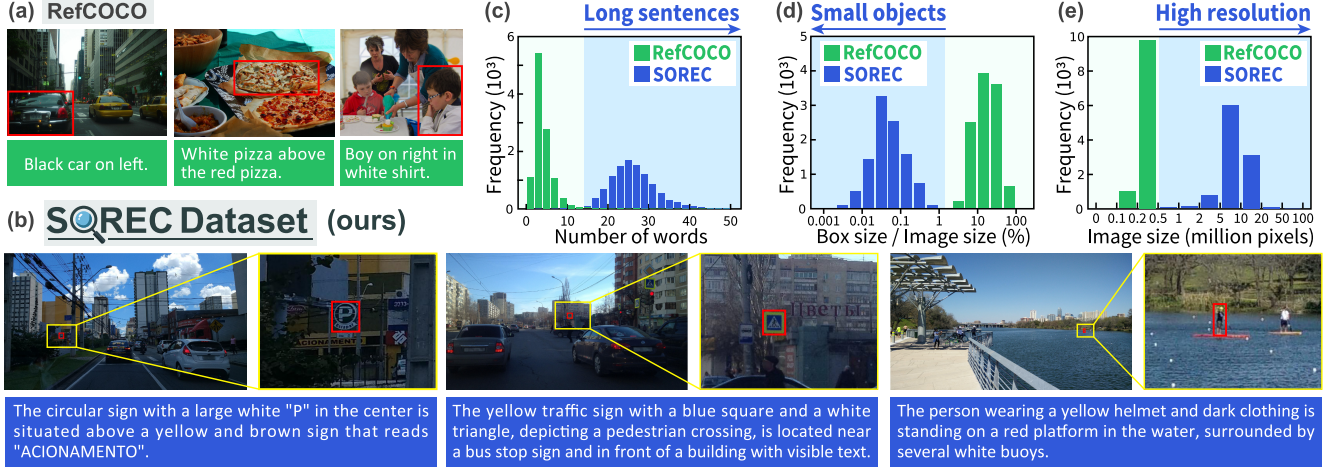 (a) RefCOCO
Black car on left.
White pizza above
the red pizza.
Boy on right in
white shirt.
(b) SOREC Dataset (ours)
(c)
Long sentences
RefCOCO
SOREC
Frequency (10³)
6
4
2
0
0 10 20 30 40 50
Number of words
(d)
Small objects
RefCOCO
SOREC
Frequency (10³)
5
4
3
2
1
0
0.001 0.01 0.1 1 10 100
Box size / Image size (%)
(e)
High resolution
RefCOCO
SOREC
Frequency (10³)
10
8
6
4
2
0
0 0.1 0.2 0.5 1 2 5 10 20 50 100
Image size (million pixels)
P
ACIONAMENTO
Цветы
The circular sign with a large white "P" in the center is
situated above a yellow and brown sign that reads
"ACIONAMENTO".
The yellow traffic sign with a blue square and a white
triangle, depicting a pedestrian crossing, is located near
a bus stop sign and in front of a building with visible text.
The person wearing a yellow helmet and dark clothing is
standing on a red platform in the water, surrounded by
several white buoys.